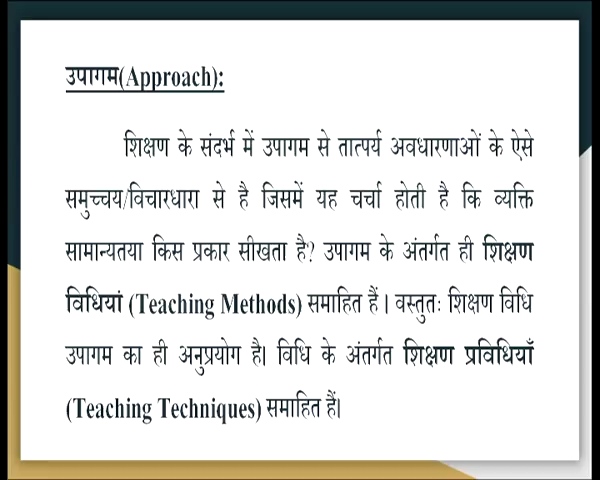 उपागम(Approach):
शिक्षण के संदर्भ में उपागम से तात्पर्य अवधारणाओं के ऐसे
समुच्चय/विचारधारा से है जिसमें यह चर्चा होती है कि व्यक्ति
सामान्यतया किस प्रकार सीखता है? उपागम के अंतर्गत ही शिक्षण
विधियां (Teaching Methods) समाहित हैं । वस्तुतः शिक्षण विधि
उपागम का ही अनुप्रयोग है। विधि के अंतर्गत शिक्षण प्रविधियाँ
(Teaching Techniques) समाहित हैं।